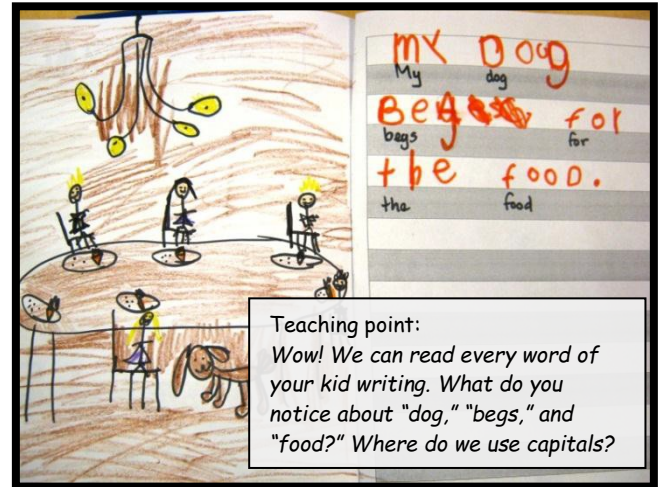 mY DOg
My dog
Beg for
begs for
the fooD.
the food
Teaching point:
Wow! We can read every word of
your kid writing. What do you
notice about “dog,” “begs,” and
“food?” Where do we use capitals?